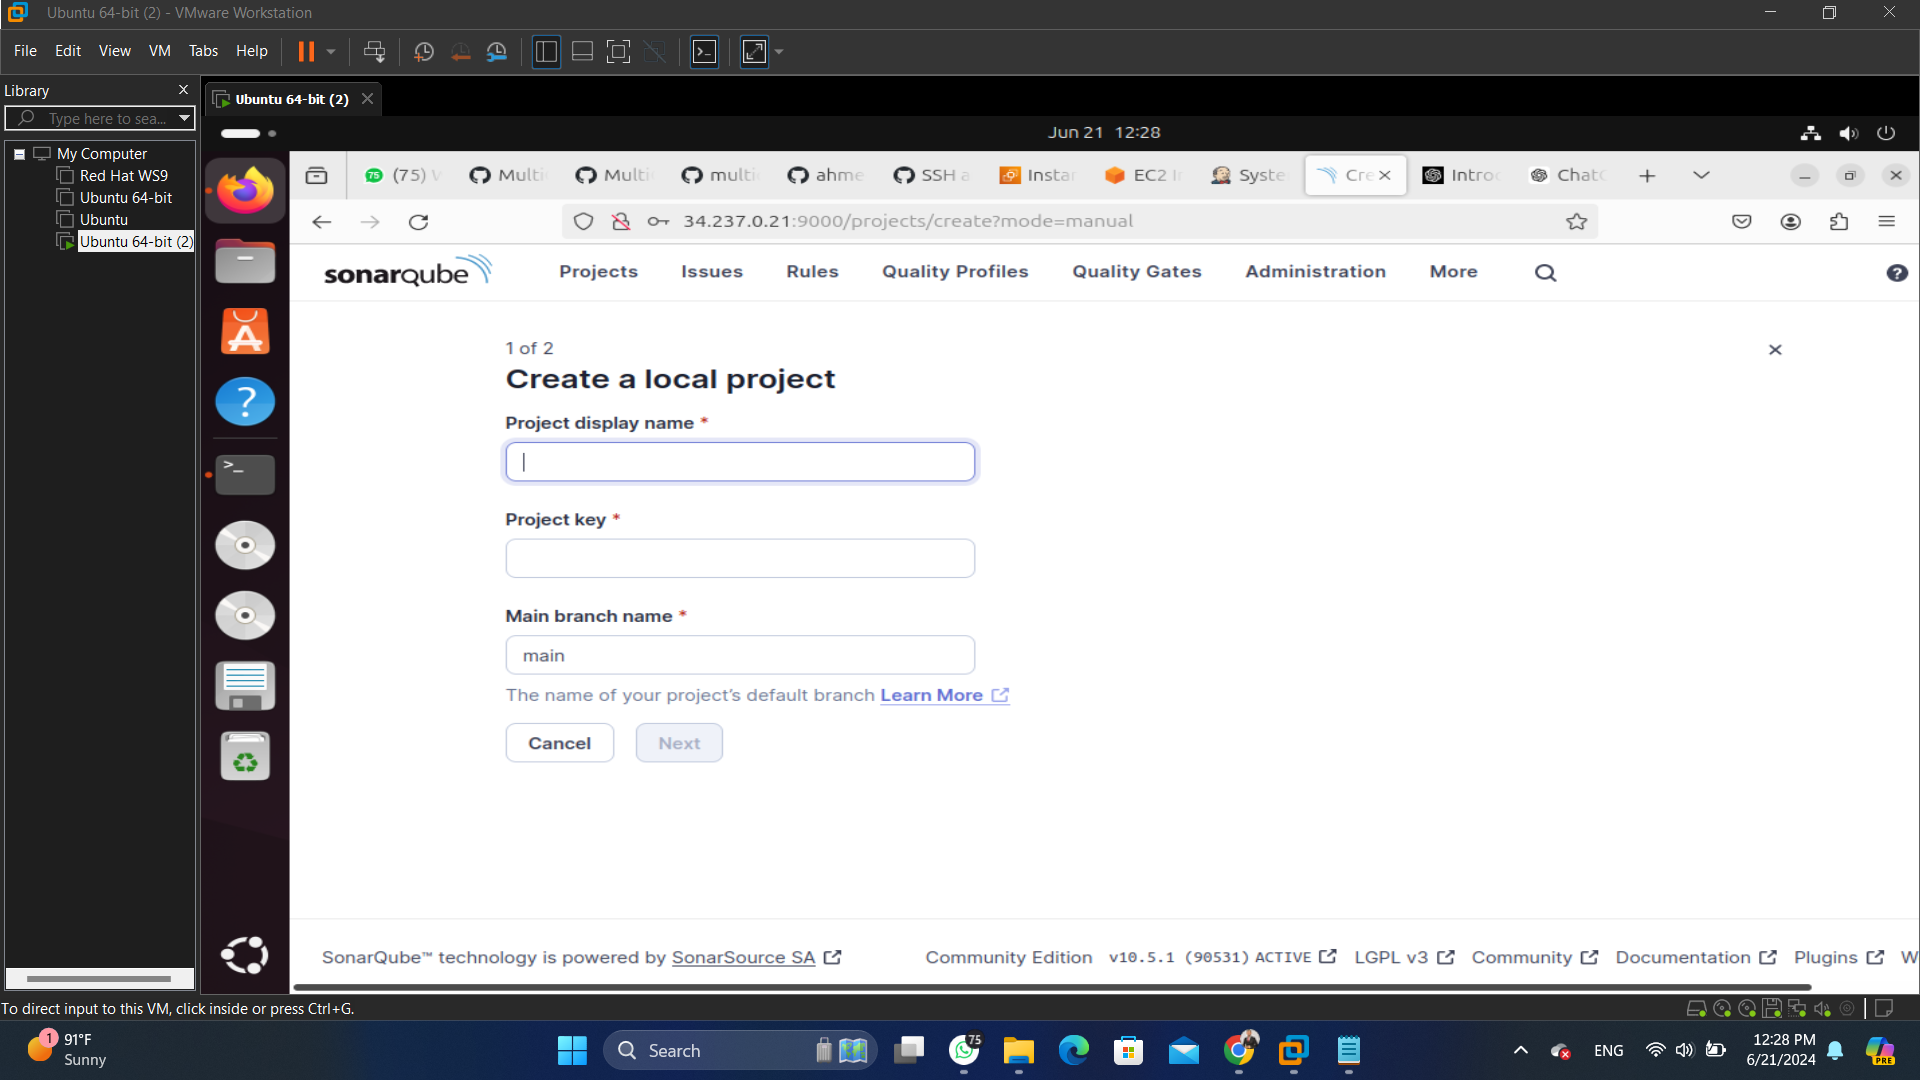 Ubuntu 64-bit (2) - VMware Workstation
File Edit View VM Tabs Help
Library
Type here to sea...
My Computer
Red Hat WS9
Ubuntu 64-bit
Ubuntu
Ubuntu 64-bit (2)
Ubuntu 64-bit (2)
Jun 21 12:28
75 (75) Multi Multi multi ahme SSH a Instar EC2 I Syste Cre Intro Chat
34.237.0.21:9000/projects/create?mode=manual
sonarqube Projects Issues Rules Quality Profiles Quality Gates Administration More
1 of 2
Create a local project
Project display name *
Project key *
Main branch name *
main
The name of your project's default branch Learn More
Cancel Next
SonarQube™ technology is powered by SonarSource SA Community Edition v10.5.1 (90531) ACTIVE LGPL v3 Community Documentation Plugins W
To direct input to this VM, click inside or press Ctrl+G.
1 91°F
Sunny
Search
75
ENG
12:28 PM
6/21/2024
PRE